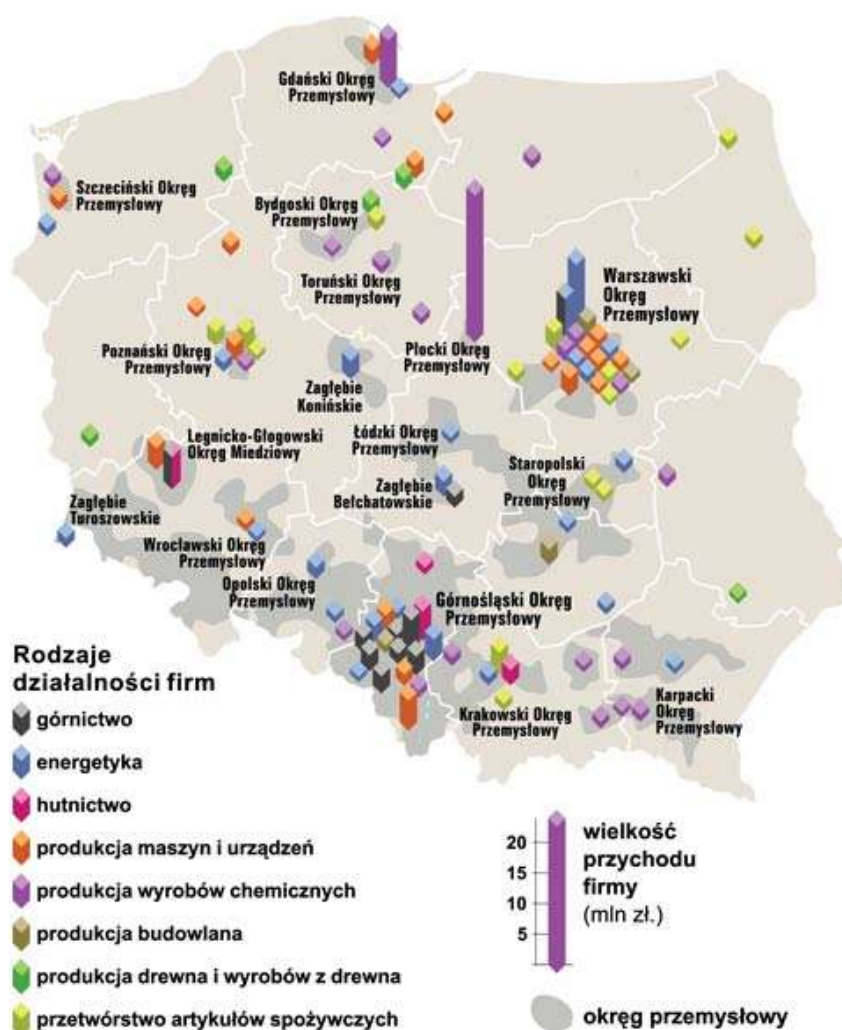 Gdański Okręg
Przemysłowy
Szczeciński Okręg
Przemysłowy
Bydgoski Okręg
Przemysłowy
Toruński Okręg
Przemysłowy
Warszawski
Okręg
Przemysłowy
Poznański Okręg
Przemysłowy
Płocki Okręg
Przemysłowy
Zagłębie
Konińskie
Legnicko-Głogowski
Okręg Miedziowy
Łódzki Okręg
Przemysłowy
Staropolski
Okręg
Przemysłowy
Zagłębie
Bełchatowskie
Zagłębie
Turoszowskie
Wrocławski Okręg
Przemysłowy
Opolski Okręg
Przemysłowy
Górnośląski Okręg
Przemysłowy
Krakowski Okręg
Przemysłowy
Karpacki
Okręg
Przemysłowy
Rodzaje
działalności firm
górnictwo
energetyka
hutnictwo
produkcja maszyn i urządzeń
produkcja wyrobów chemicznych
produkcja budowlana
produkcja drewna i wyrobów z drewna
przetwórstwo artykułów spożywczych
20
15
10
5
wielkość
przychodu
firmy
(mln zł.)
okręg przemysłowy